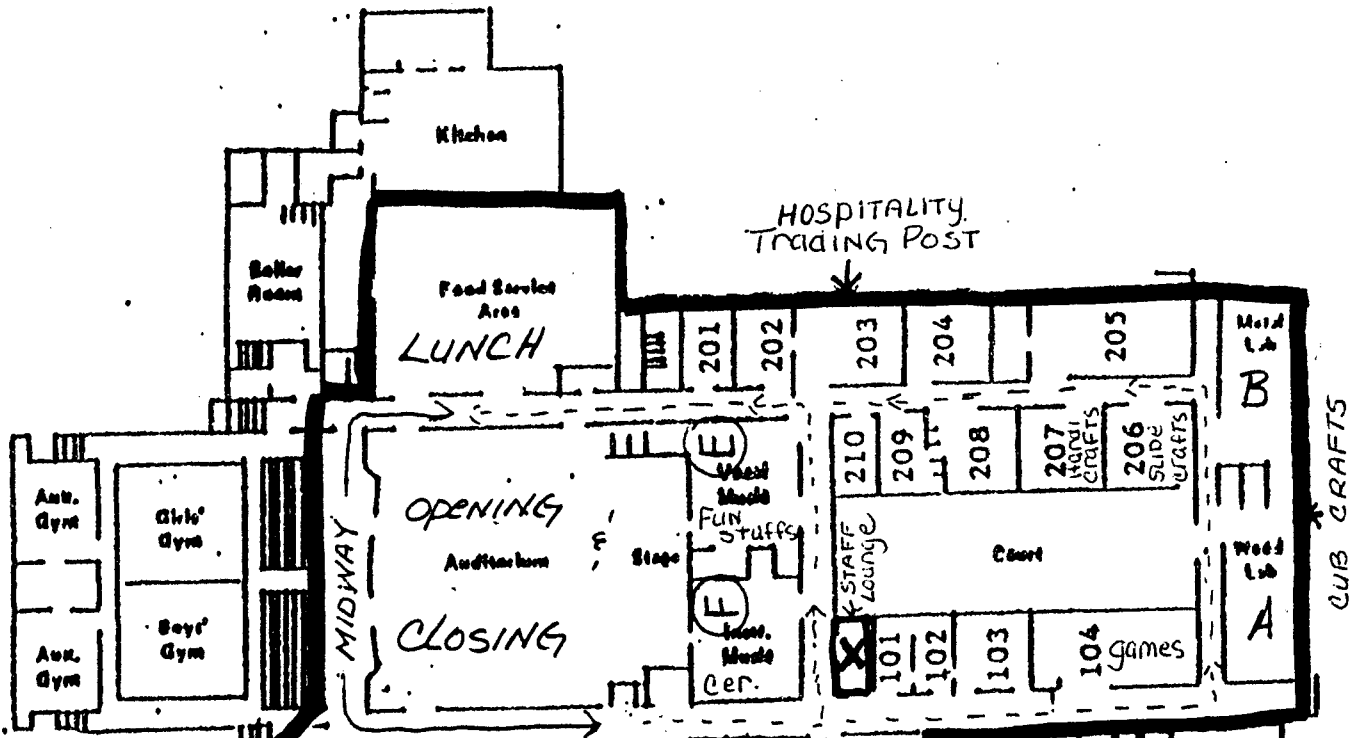 Kitchen
HOSPITALITY
Trading POST
Boiler
Room
Food Service
Area
LUNCH
201
202
203
204
205
Metal
Lab
B
CUB CRAFTS
E
Vocal
Music
Fun
Stuffs
210
209
208
207
Handi
Crafts
206
SLIDE
Crafts
Aux.
Gym
Girls'
Gym
MIDWAY
OPENING
&
Auditorium
Stage
CLOSING
STAFF
Lounge
Court
Wood
Lab
A
F
Instr.
Music
Cer.
Boys'
Gym
Aux.
Gym
X
101
102
103
104
games